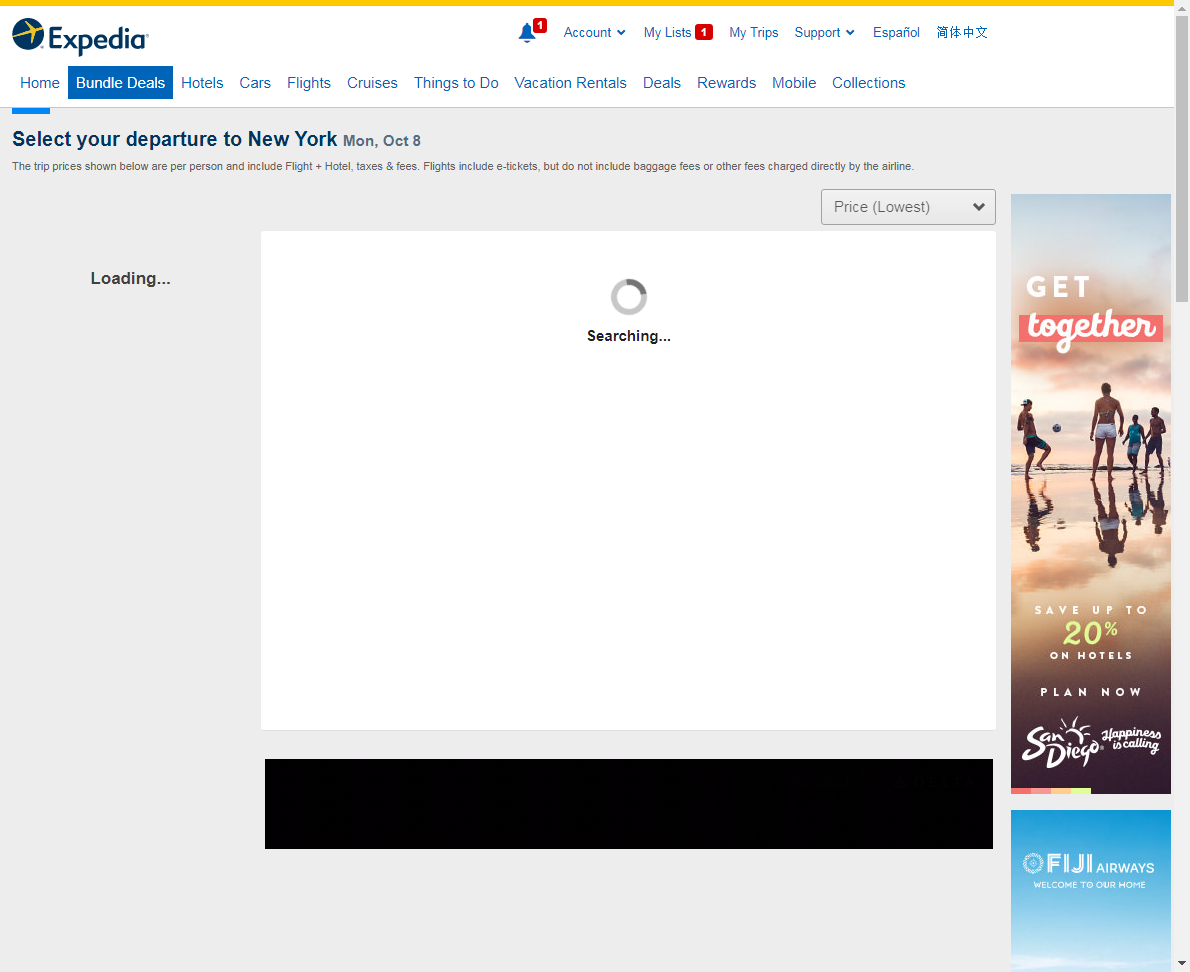 Expedia
1
Account
My Lists 1
My Trips
Support
Español
简体中文
Home
Bundle Deals
Hotels
Cars
Flights
Cruises
Things to Do
Vacation Rentals
Deals
Rewards
Mobile
Collections
Select your departure to New York Mon, Oct 8
The trip prices shown below are per person and include Flight + Hotel, taxes & fees. Flights include e-tickets, but do not include baggage fees or other fees charged directly by the airline.
Price (Lowest)
Loading...
Searching...
GET
together
SAVE UP TO
20%
ON HOTELS
PLAN NOW
San Diego
Happiness
is calling
FIJI AIRWAYS
WELCOME TO OUR HOME